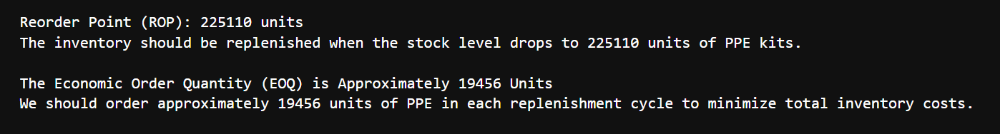 Reorder Point (ROP): 225110 units
The inventory should be replenished when the stock level drops to 225110 units of PPE kits.
The Economic Order Quantity (EOQ) is Approximately 19456 Units
We should order approximately 19456 units of PPE in each replenishment cycle to minimize total inventory costs.